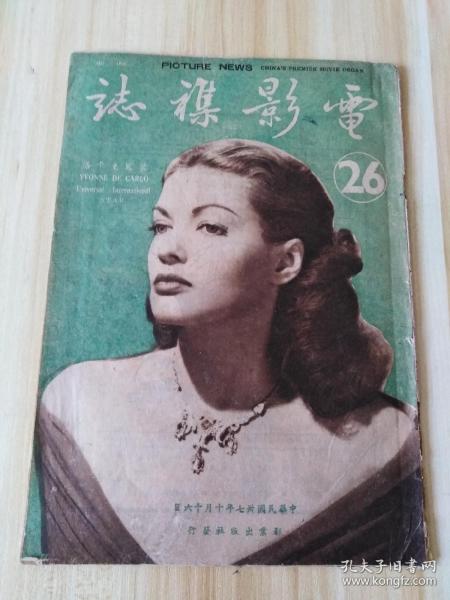 PICTURE NEWS CHINA'S PREMIER MOVIE ORGAN
電影雜誌
26
YVONNE DE CARLO
Universal International
STAR
中華民國卅七年十月十六日
影業出版社發行
孔夫子旧书网
www.kongfz.com